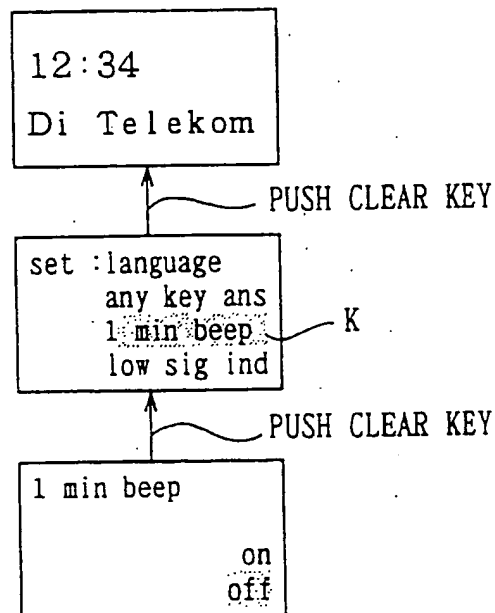 12:34
Di Telekom
PUSH CLEAR KEY
set :language
any key ans
1 min beep
K
low sig ind
PUSH CLEAR KEY
1 min beep
on
off